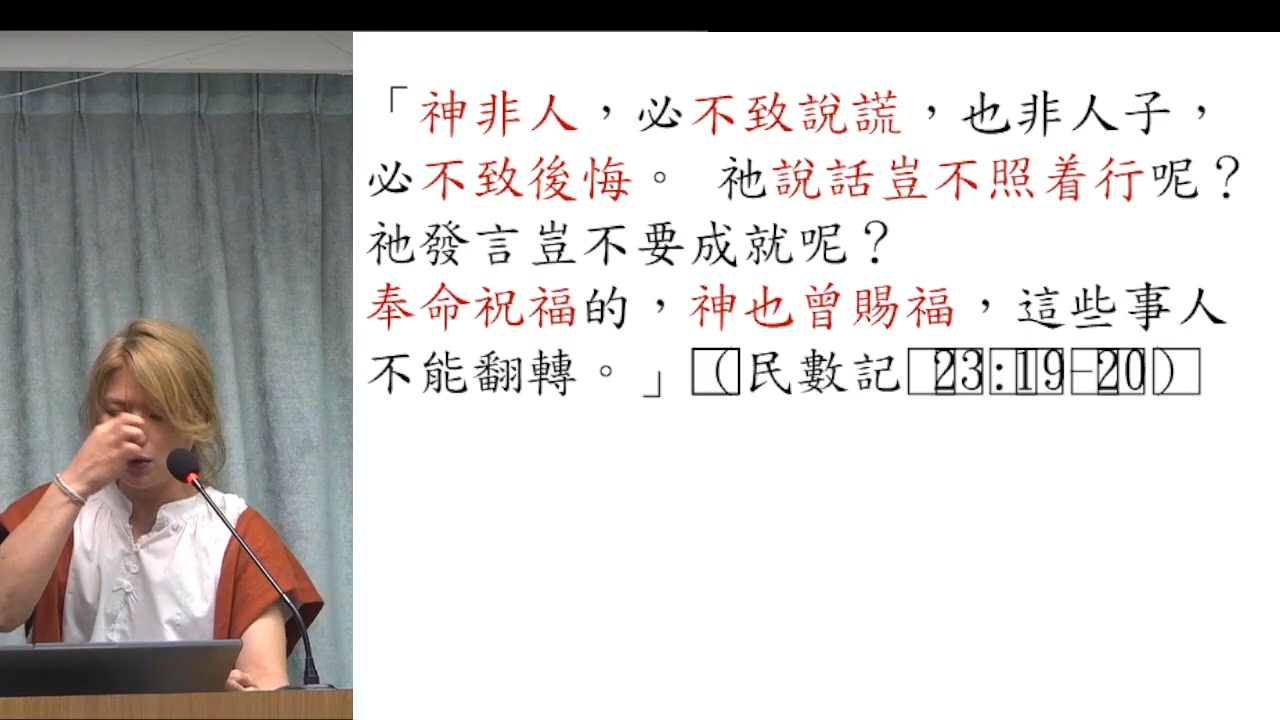 「神非人，必不致說謊，也非人子，
必不致後悔。 祂說話豈不照着行呢？
祂發言豈不要成就呢？
奉命祝福的，神也曾賜福，這些事人
不能翻轉。」（民數記 23:19-20）